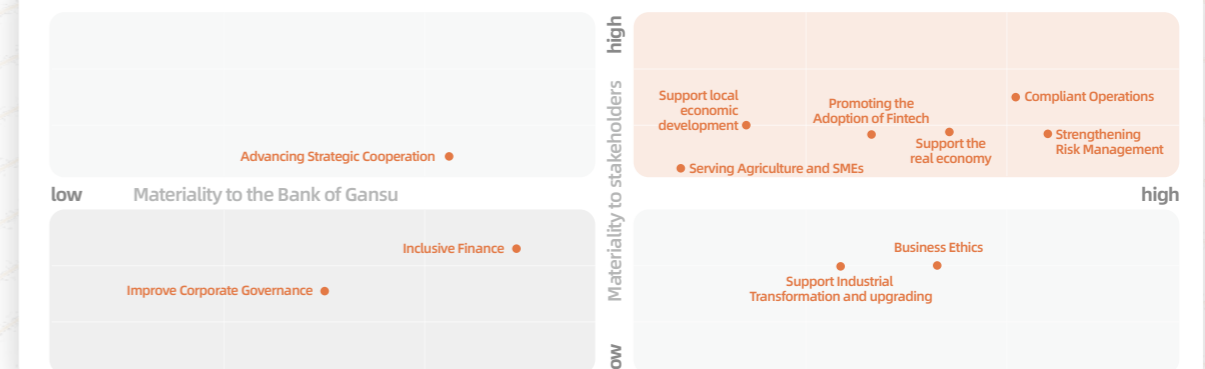 high
Support local
economic
development
Promoting the
Adoption of Fintech
Compliant Operations
Support the
real economy
Strengthening
Risk Management
Advancing Strategic Cooperation
Serving Agriculture and SMEs
low
Materiality to the Bank of Gansu
Materiality to stakeholders
high
Inclusive Finance
Improve Corporate Governance
Business Ethics
Support Industrial
Transformation and upgrading